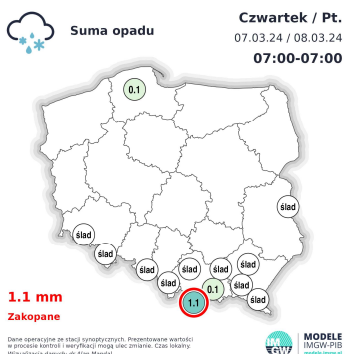 Suma opadu
Czwartek / Pt.
07.03.24 / 08.03.24
07:00-07:00
0.1
ślad
ślad
ślad
ślad
ślad
ślad
ślad
ślad
0.1
ślad
ślad
1.1
1.1 mm
Zakopane
Dane operacyjne ze stacji synoptycznych. Prezentowane wartości
w procesie kontroli i weryfikacji mogą ulec zmianie. Czas lokalny.
IM
GW
MODELE
IMGW-PIB